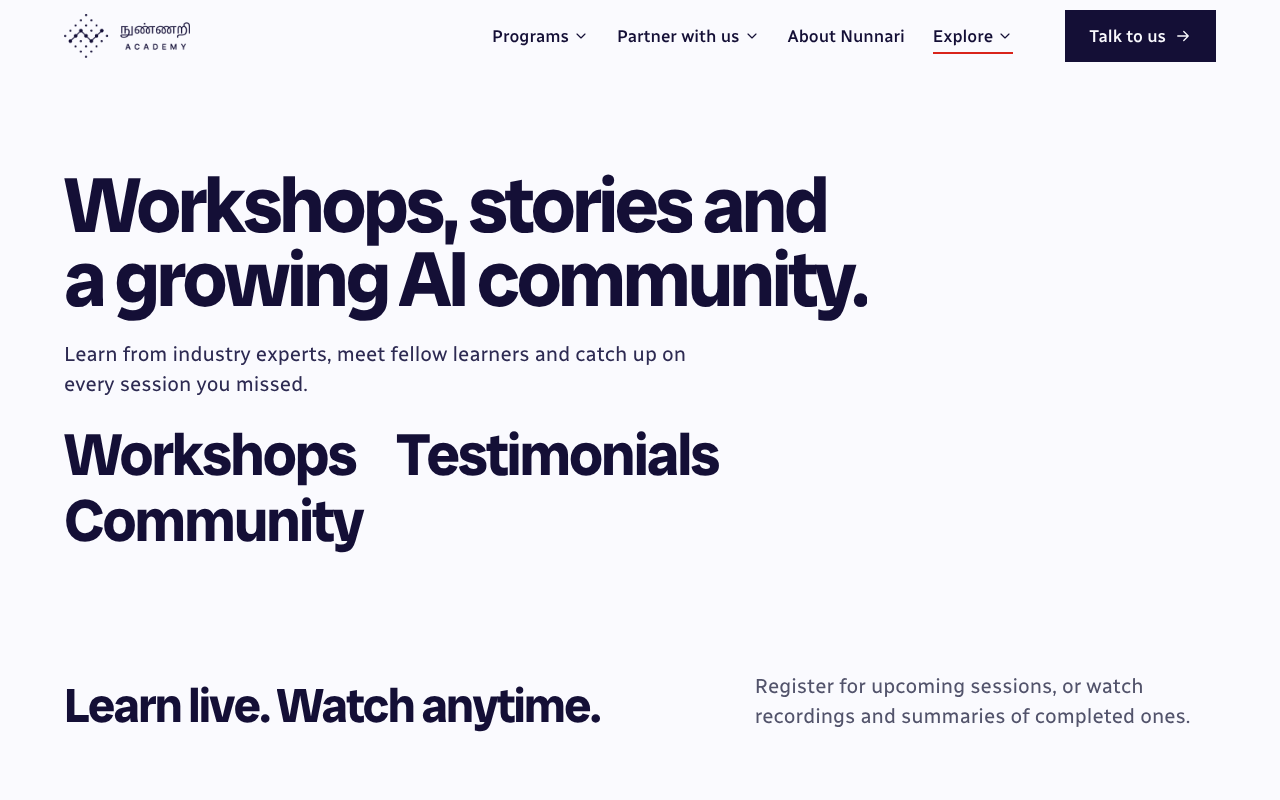 நுண்ணறி
ACADEMY
Programs
Partner with us
About Nunnari
Explore
Talk to us →
Workshops, stories and
a growing AI community.
Learn from industry experts, meet fellow learners and catch up on
every session you missed.
Workshops Testimonials
Community
Learn live. Watch anytime.
Register for upcoming sessions, or watch
recordings and summaries of completed ones.